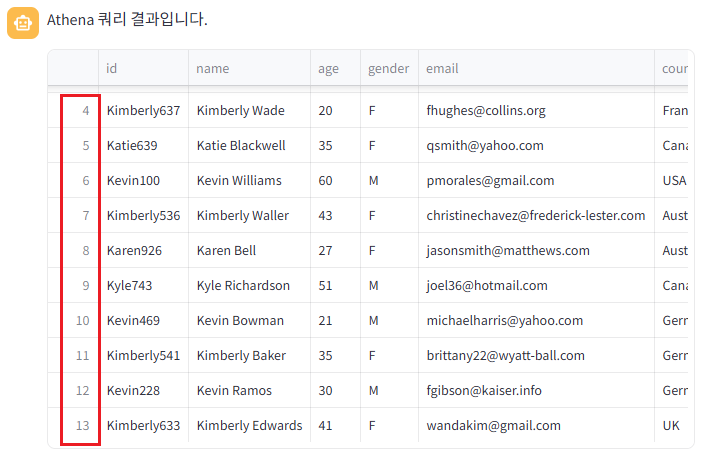 Athena 쿼리 결과입니다.
id name age gender email cour
4 Kimberly637 Kimberly Wade 20 F fhughes@collins.org Fran
5 Katie639 Katie Blackwell 35 F qsmith@yahoo.com Cana
6 Kevin100 Kevin Williams 60 M pmorales@gmail.com USA
7 Kimberly536 Kimberly Waller 43 F christinechavez@frederick-lester.com Aust
8 Karen926 Karen Bell 27 F jasonsmith@matthews.com Aust
9 Kyle743 Kyle Richardson 51 M joel36@hotmail.com Cana
10 Kevin469 Kevin Bowman 21 M michaelharris@yahoo.com Gern
11 Kimberly541 Kimberly Baker 35 F brittany22@wyatt-ball.com Gern
12 Kevin228 Kevin Ramos 30 M fgibson@kaiser.info Gern
13 Kimberly633 Kimberly Edwards 41 F wandakim@gmail.com UK